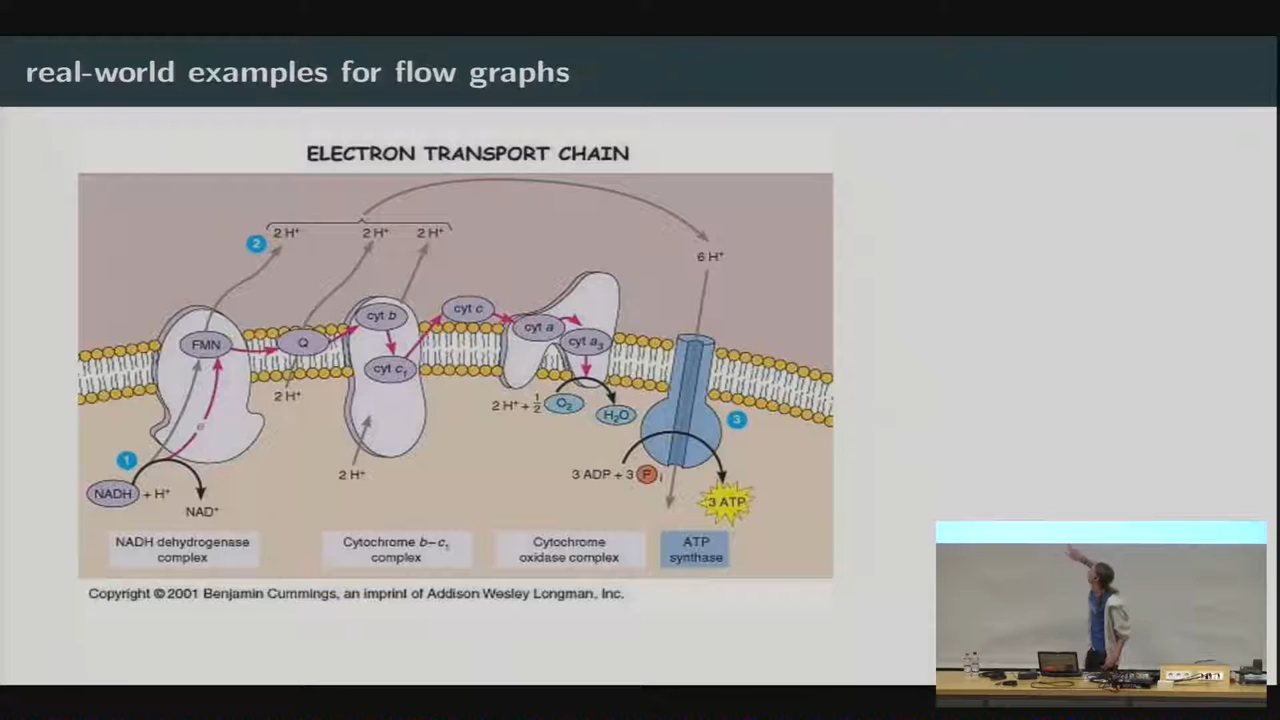 real-world examples for flow graphs
ELECTRON TRANSPORT CHAIN
2
2 H⁺
2 H⁺
2 H⁺
6 H⁺
FMN
Q
cyt b
cyt c
cyt a
cyt a₃
cyt c₁
2 H⁺
2 H⁺ + 1/2
O₂
H₂O
3
e⁻
1
2 H⁺
3 ADP + 3 P i
3 ATP
NADH + H⁺
NAD⁺
NADH dehydrogenase
complex
Cytochrome b–c₁
complex
Cytochrome
oxidase complex
ATP
synthase
Copyright © 2001 Benjamin Cummings, an imprint of Addison Wesley Longman, Inc.